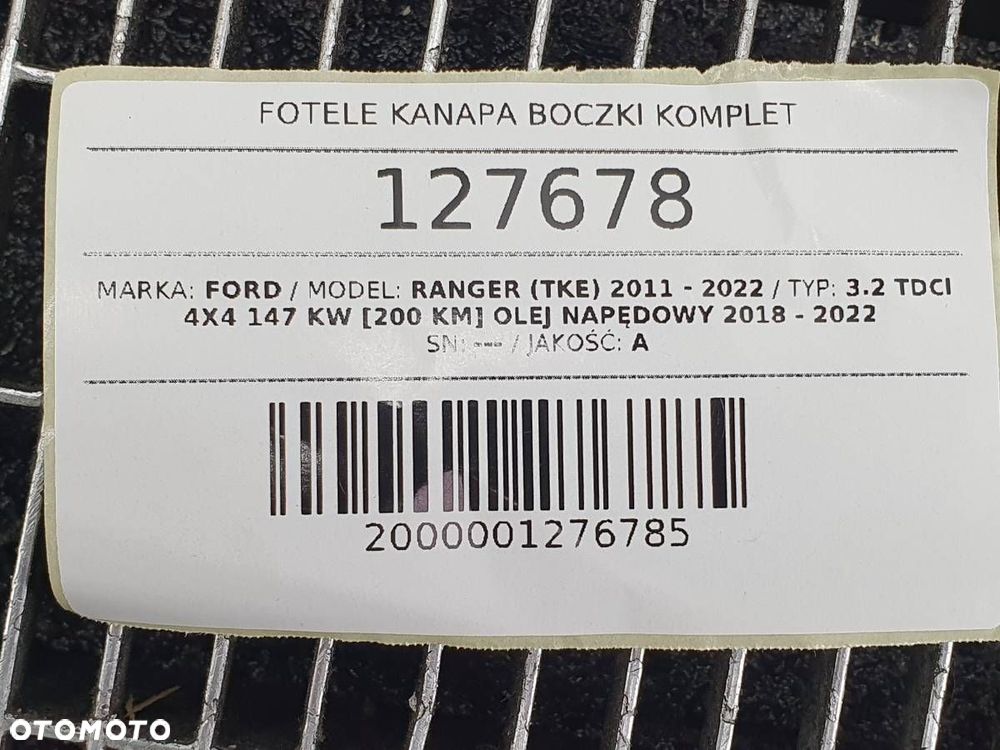 FOTELE KANAPA BOCZKI KOMPLET
127678
MARKA: FORD / MODEL: RANGER (TKE) 2011 - 2022 / TYP: 3.2 TDCI
4X4 147 KW [200 KM] OLEJ NAPĘDOWY 2018 - 2022
SN: --- / JAKOŚĆ: A
2000001276785
OTOMOTO